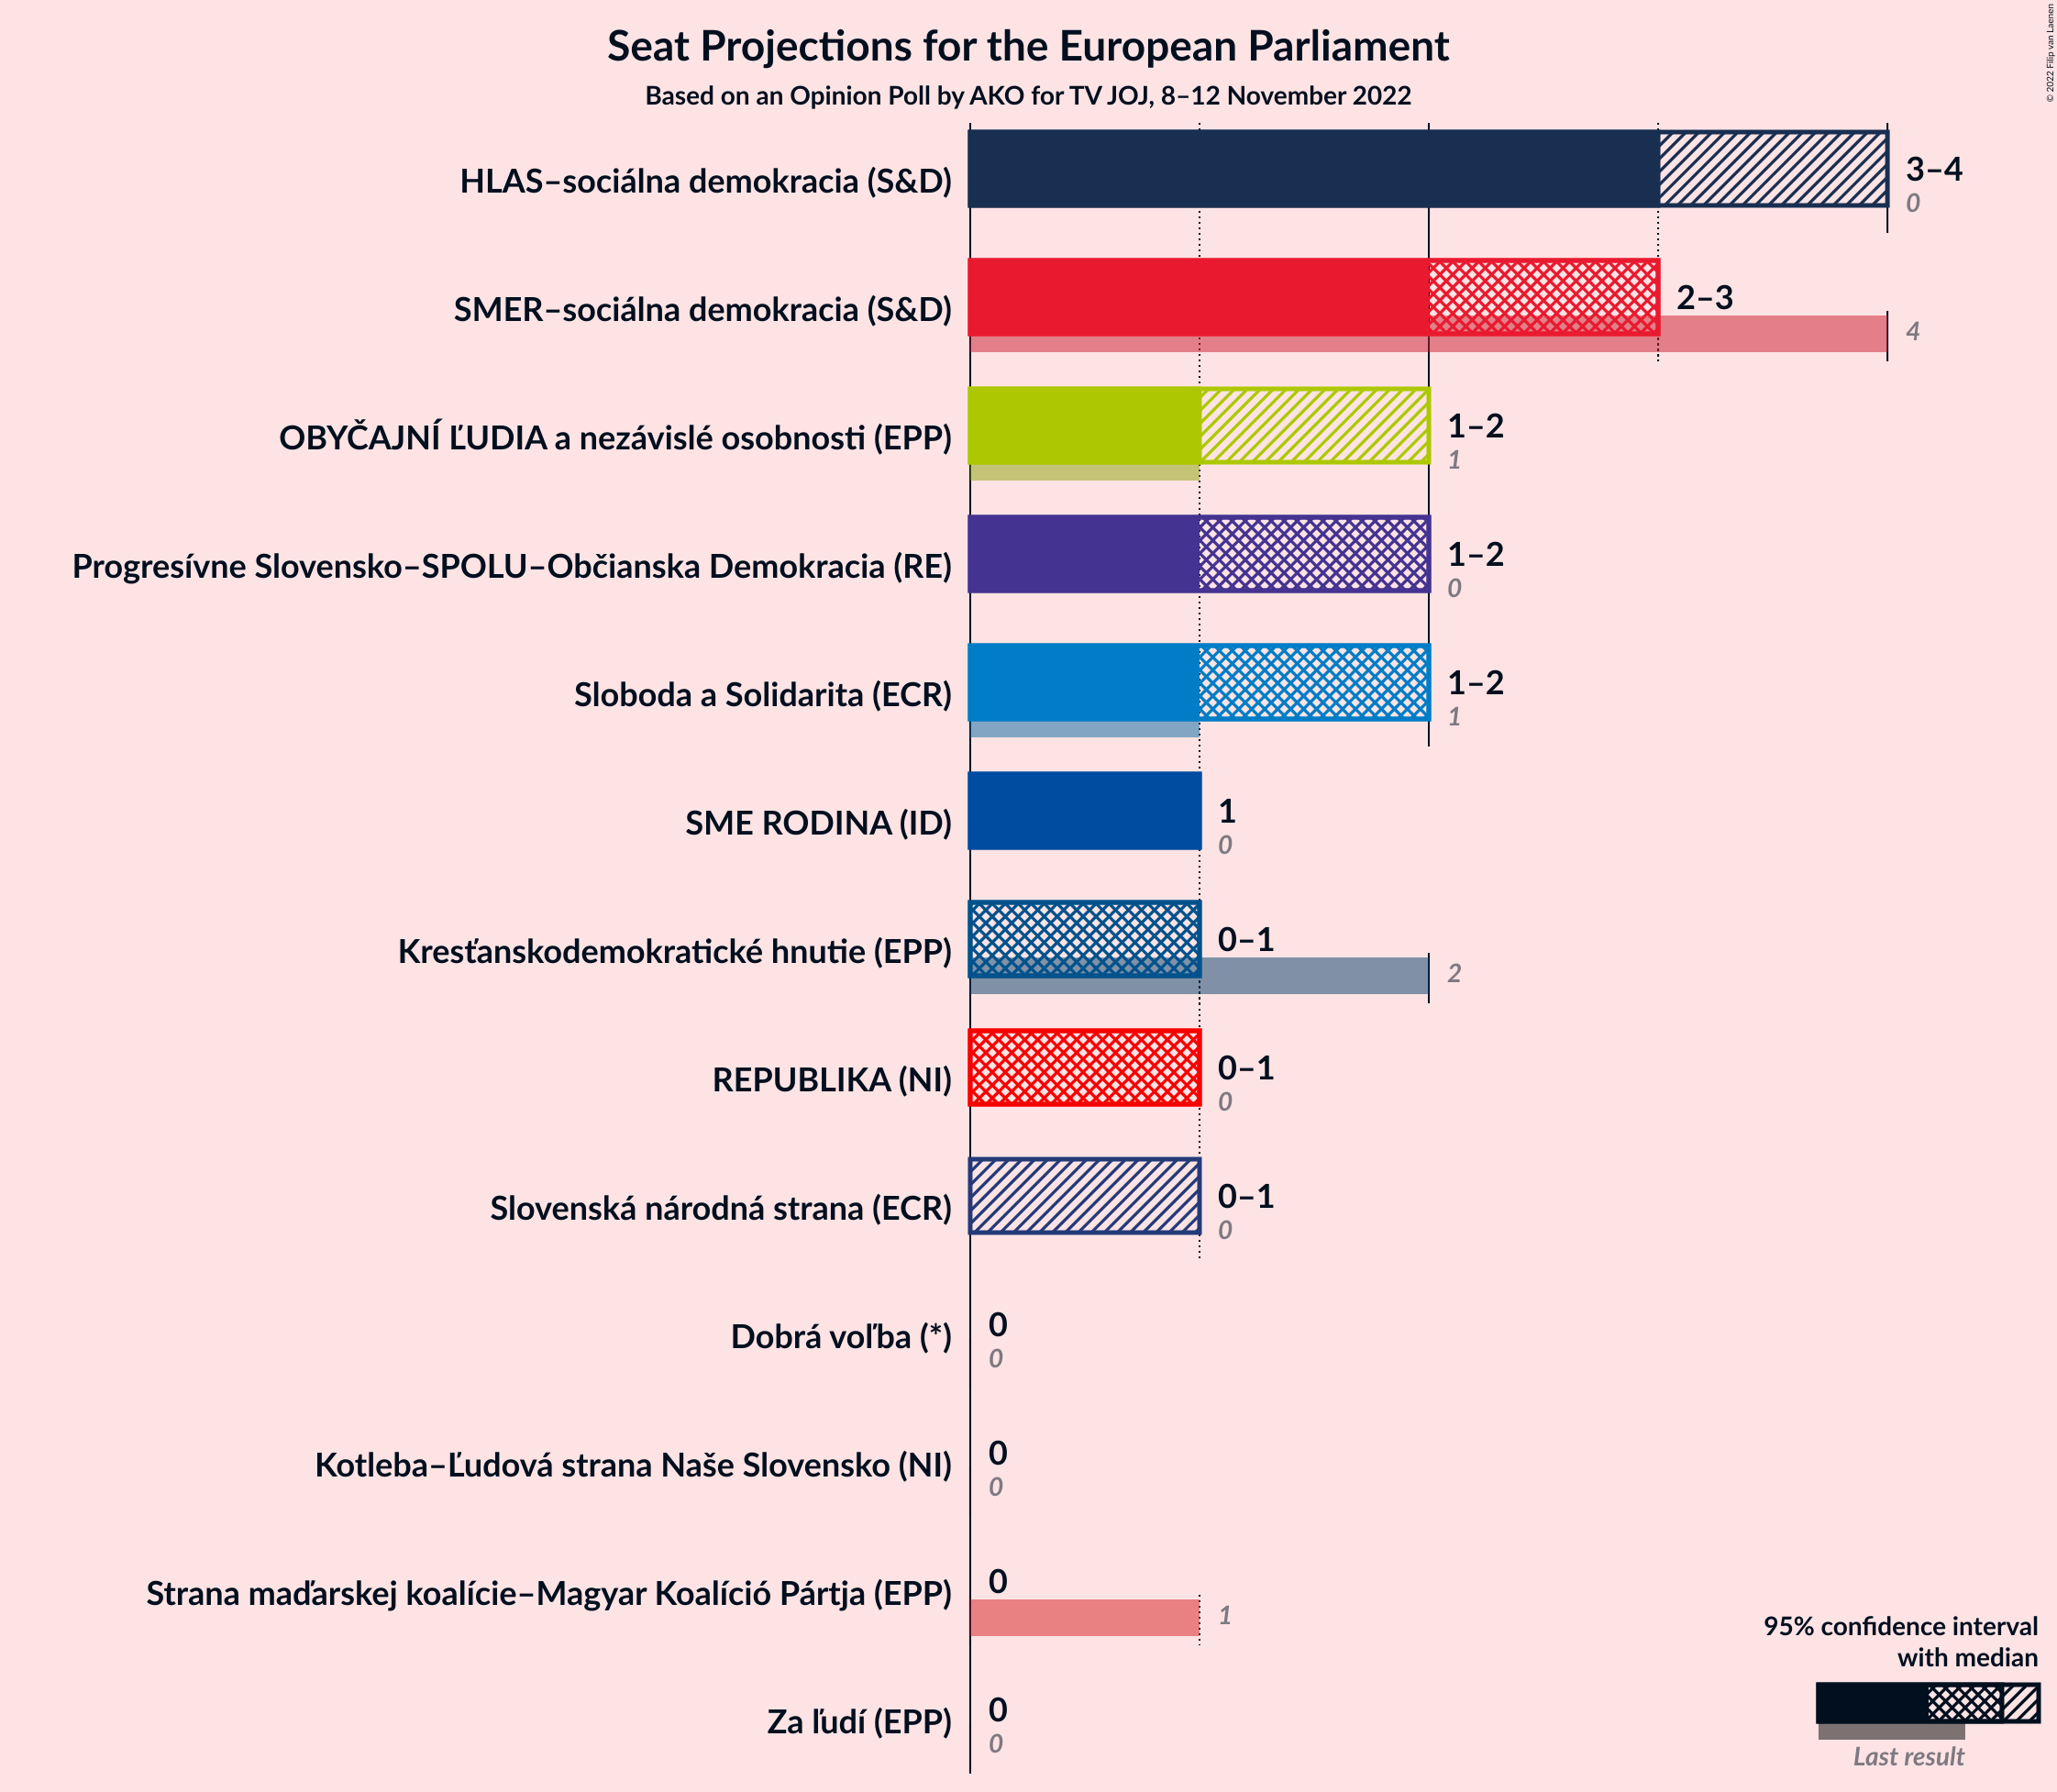 Seat Projections for the European Parliament
Based on an Opinion Poll by AKO for TV JOJ, 8–12 November 2022
© 2022 Filip van Laenen
HLAS–sociálna demokracia (S&D)
3–4
0
SMER–sociálna demokracia (S&D)
2–3
4
OBYČAJNÍ ĽUDIA a nezávislé osobnosti (EPP)
1–2
1
Progresívne Slovensko–SPOLU–Občianska Demokracia (RE)
1–2
0
Sloboda a Solidarita (ECR)
1–2
1
SME RODINA (ID)
1
0
Kresťanskodemokratické hnutie (EPP)
0–1
2
REPUBLIKA (NI)
0–1
0
Slovenská národná strana (ECR)
0–1
0
Dobrá voľba (*)
0
0
Kotleba–Ľudová strana Naše Slovensko (NI)
0
0
Strana maďarskej koalície–Magyar Koalíció Pártja (EPP)
0
1
Za ľudí (EPP)
0
0
95% confidence interval
with median
Last result